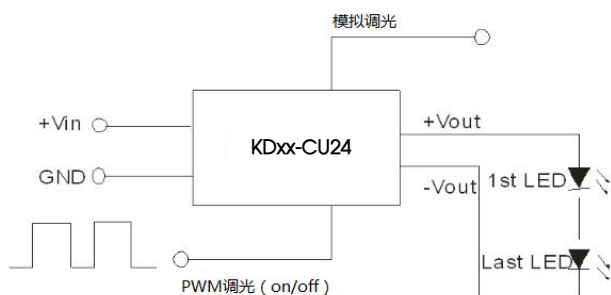 模拟调光
+Vin
KDxx-CU24
+Vout
GND
-Vout
1st LED
Last LED
PWM调光 ( on/off )